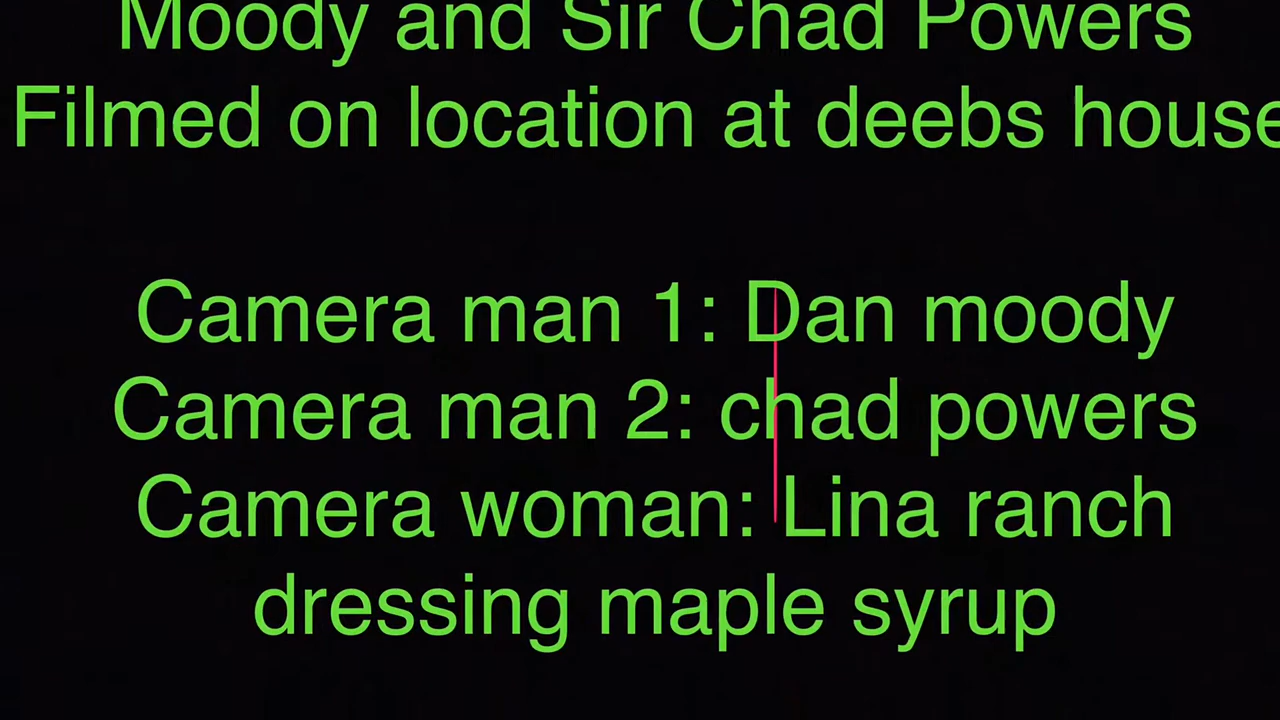 Moody and Sir Chad Powers
Filmed on location at deebs house
Camera man 1: Dan moody
Camera man 2: chad powers
Camera woman: Lina ranch
dressing maple syrup